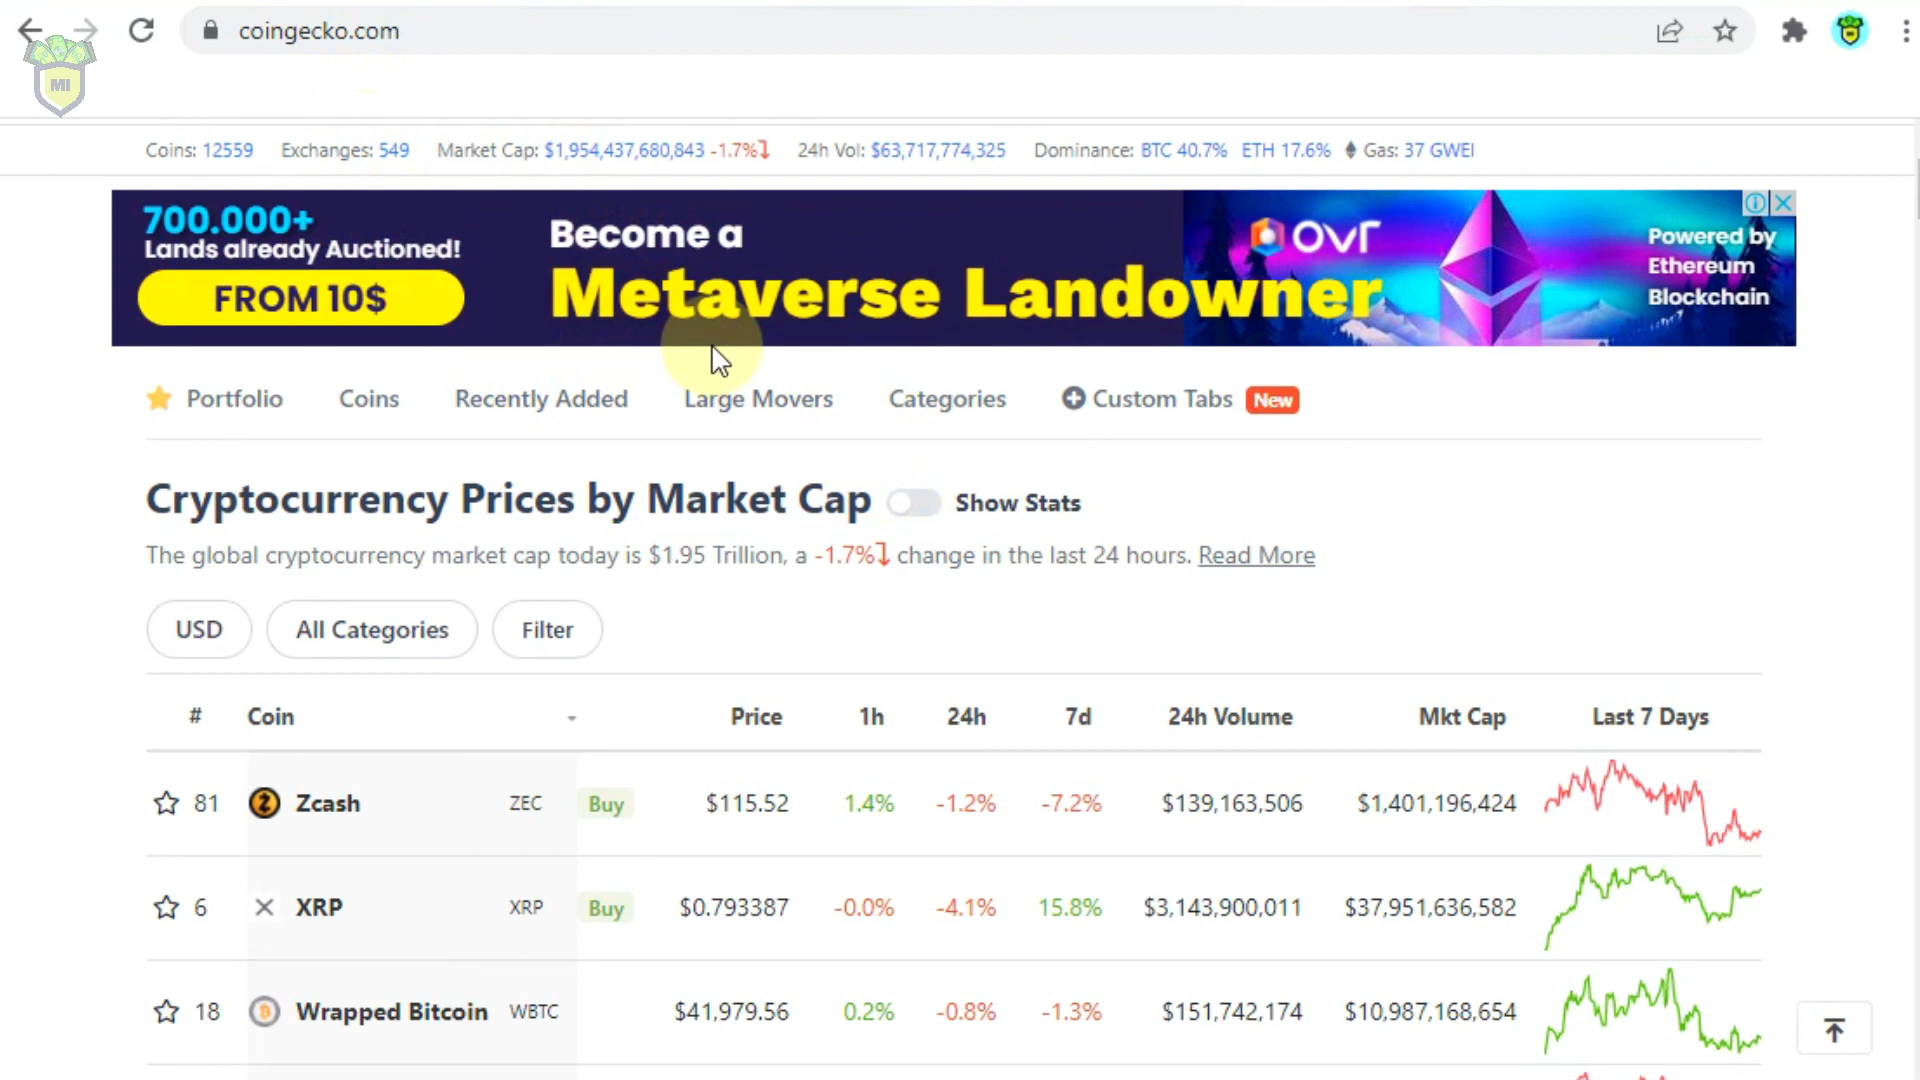 coingecko.com
MI
Coins: 12559 Exchanges: 549 Market Cap: $1,954,437,680,843 -1.7% 24h Vol: $63,717,774,325 Dominance: BTC 40.7% ETH 17.6% Gas: 37 GWEI
700.000+
Lands already Auctioned!
FROM 10$
Become a
Metaverse Landowner
ovr
Powered by
Ethereum
Blockchain
Portfolio Coins Recently Added Large Movers Categories Custom Tabs New
Cryptocurrency Prices by Market Cap Show Stats
The global cryptocurrency market cap today is $1.95 Trillion, a -1.7% change in the last 24 hours. Read More
USD All Categories Filter
# Coin Price 1h 24h 7d 24h Volume Mkt Cap Last 7 Days
81 Zcash ZEC Buy $115.52 1.4% -1.2% -7.2% $139,163,506 $1,401,196,424
6 XRP XRP Buy $0.793387 -0.0% -4.1% 15.8% $3,143,900,011 $37,951,636,582
18 Wrapped Bitcoin WBTC $41,979.56 0.2% -0.8% -1.3% $151,742,174 $10,987,168,654